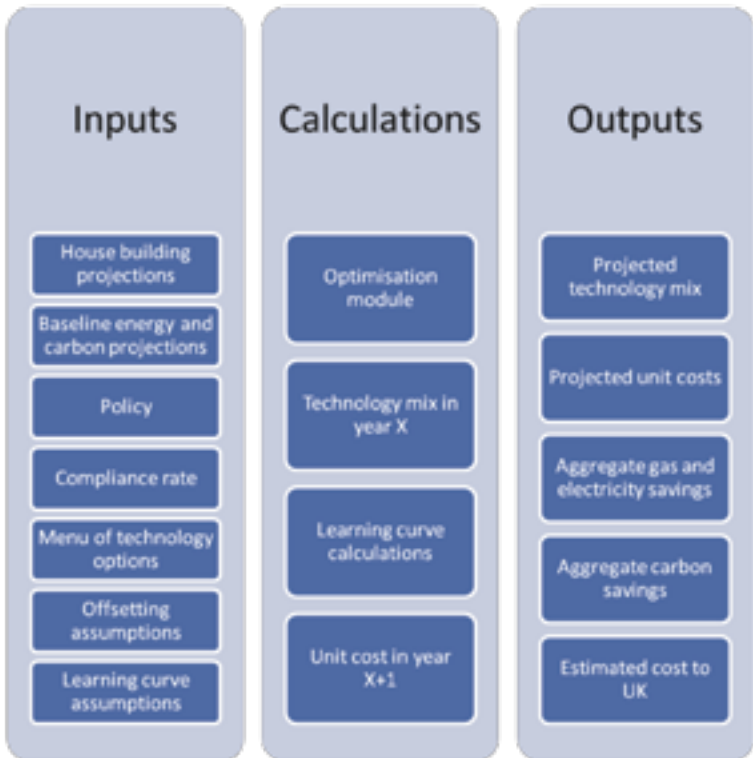 Inputs
House building
projections
Baseline energy and
carbon projections
Policy
Compliance rate
Menu of technology
options
Offsetting
assumptions
Learning curve
assumptions
Calculations
Optimisation
module
Technology mix in
year X
Learning curve
calculations
Unit cost in year
X+1
Outputs
Projected
technology mix
Projected unit costs
Aggregate gas and
electricity savings
Aggregate carbon
savings
Estimated cost to
UK